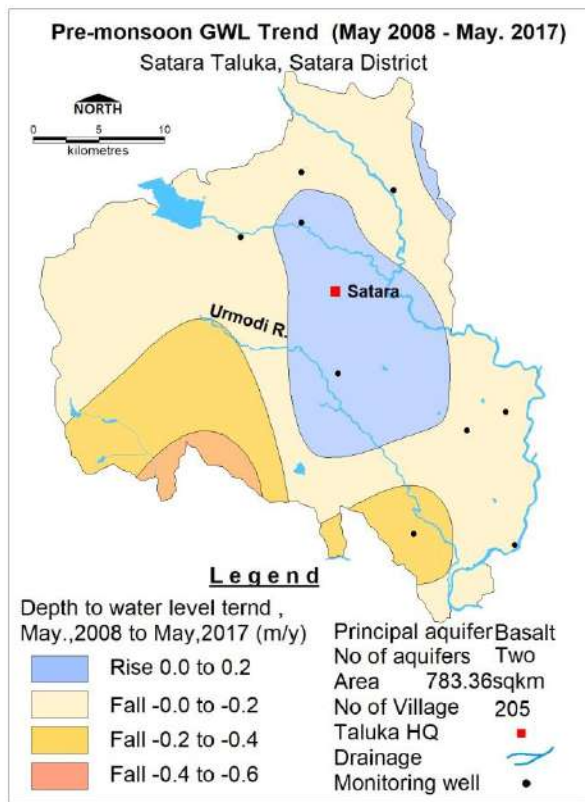 Pre-monsoon GWL Trend (May 2008 - May. 2017)
Satara Taluka, Satara District
NORTH
0 5 10
kilometres
Satara
Urmodi R.
Legend
Depth to water level ternd ,
May.,2008 to May,2017 (m/y)
Rise 0.0 to 0.2
Fall -0.0 to -0.2
Fall -0.2 to -0.4
Fall -0.4 to -0.6
Principal aquifer Basalt
No of aquifers Two
Area 783.36sqkm
No of Village 205
Taluka HQ
Drainage
Monitoring well